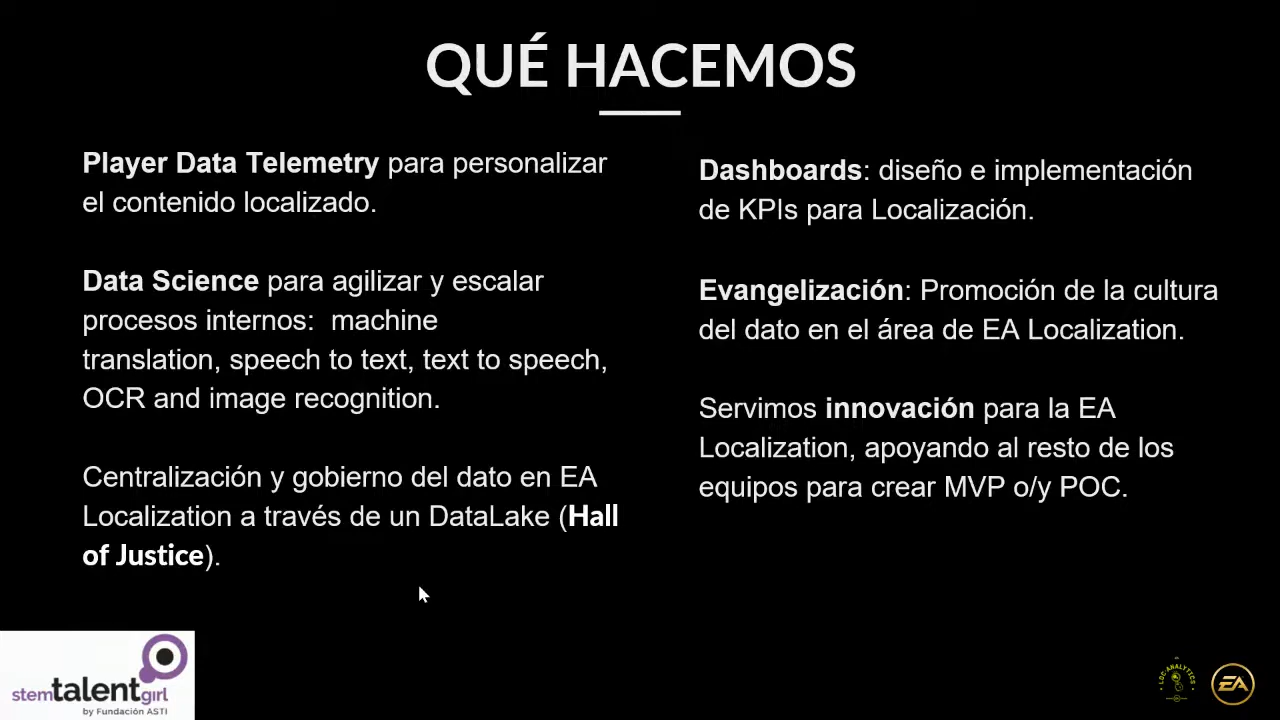 QUÉ HACEMOS
Player Data Telemetry para personalizar
el contenido localizado.
Data Science para agilizar y escalar
procesos internos:  machine
translation, speech to text, text to speech,
OCR and image recognition.
Centralización y gobierno del dato en EA
Localization a través de un DataLake (Hall
of Justice).
Dashboards: diseño e implementación
de KPIs para Localización.
Evangelización: Promoción de la cultura
del dato en el área de EA Localization.
Servimos innovación para la EA
Localization, apoyando al resto de los
equipos para crear MVP o/y POC.
stemtalentgirl
by Fundación ASTI
LOC ANALYTICS
EA